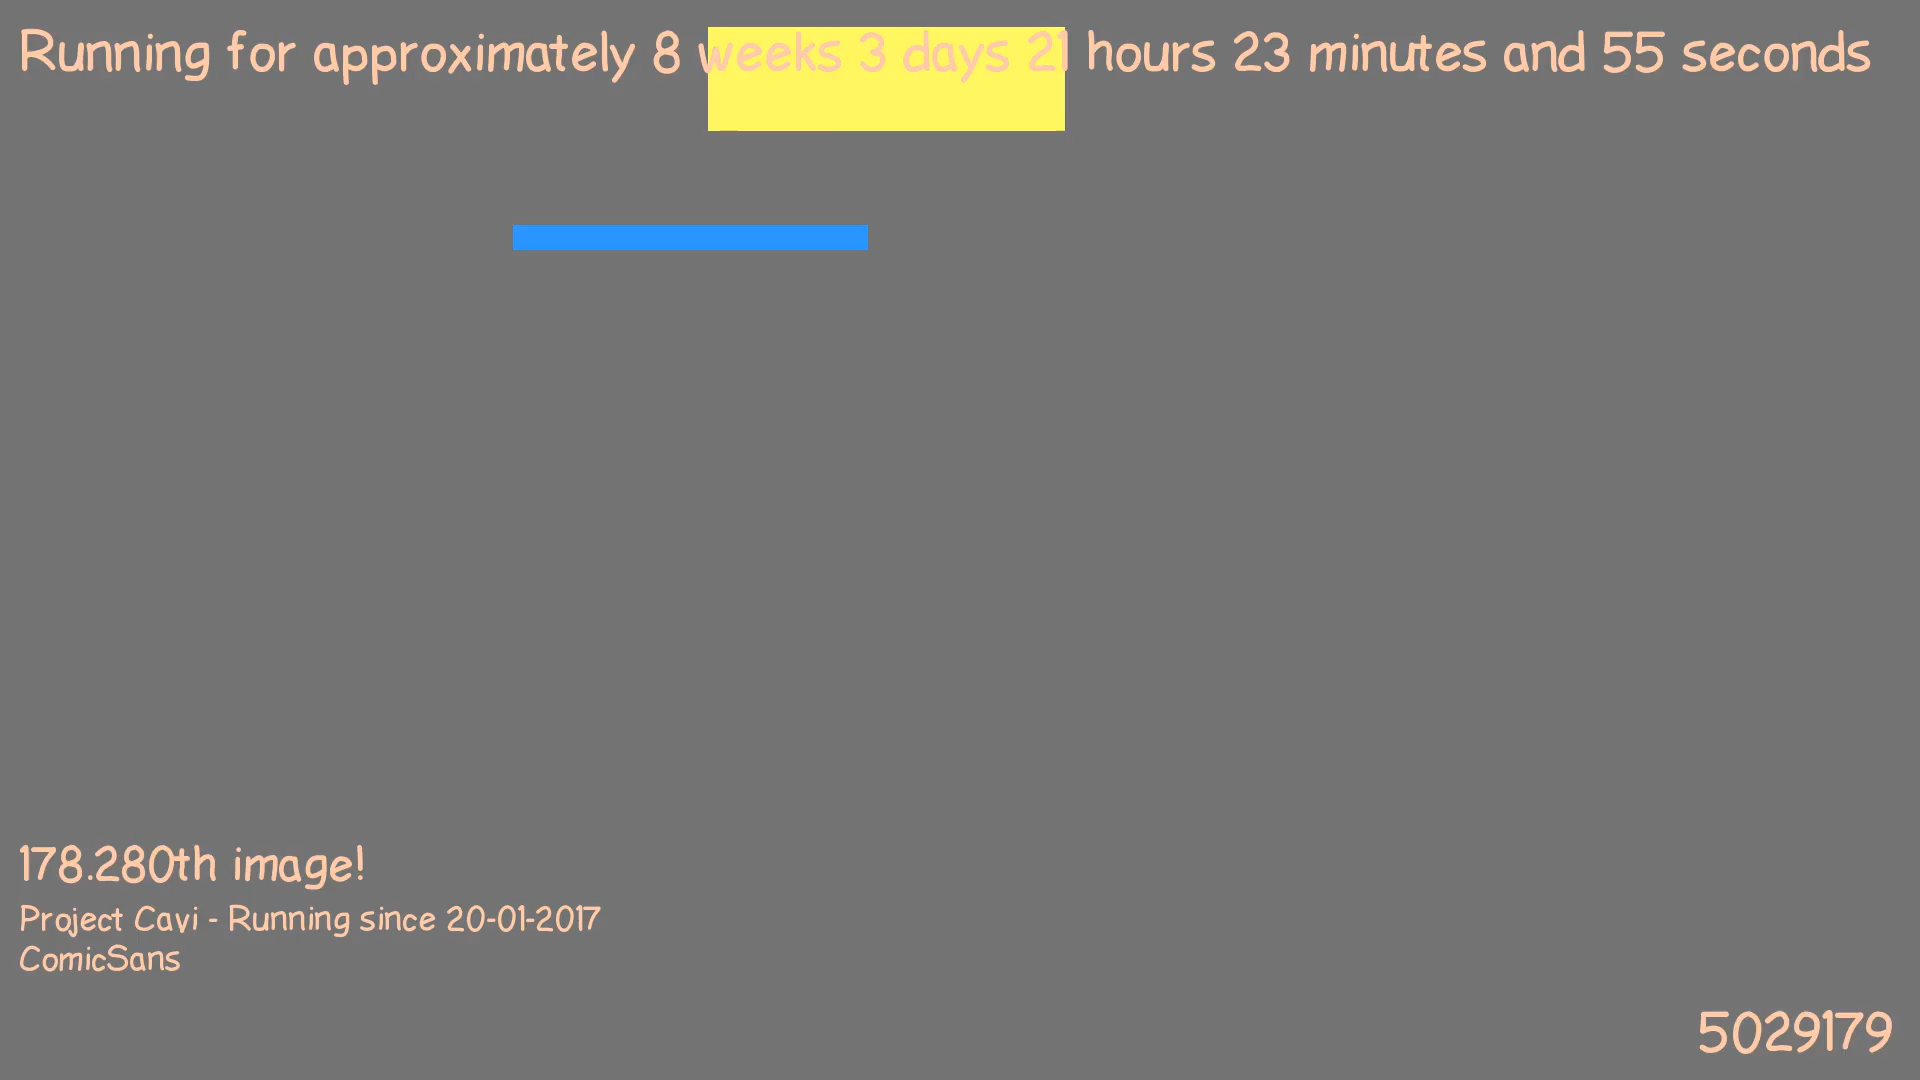 Running for approximately 8 weeks 3 days 21 hours 23 minutes and 55 seconds
178.280th image!
Project Cavi - Running since 20-01-2017
ComicSans
5029179